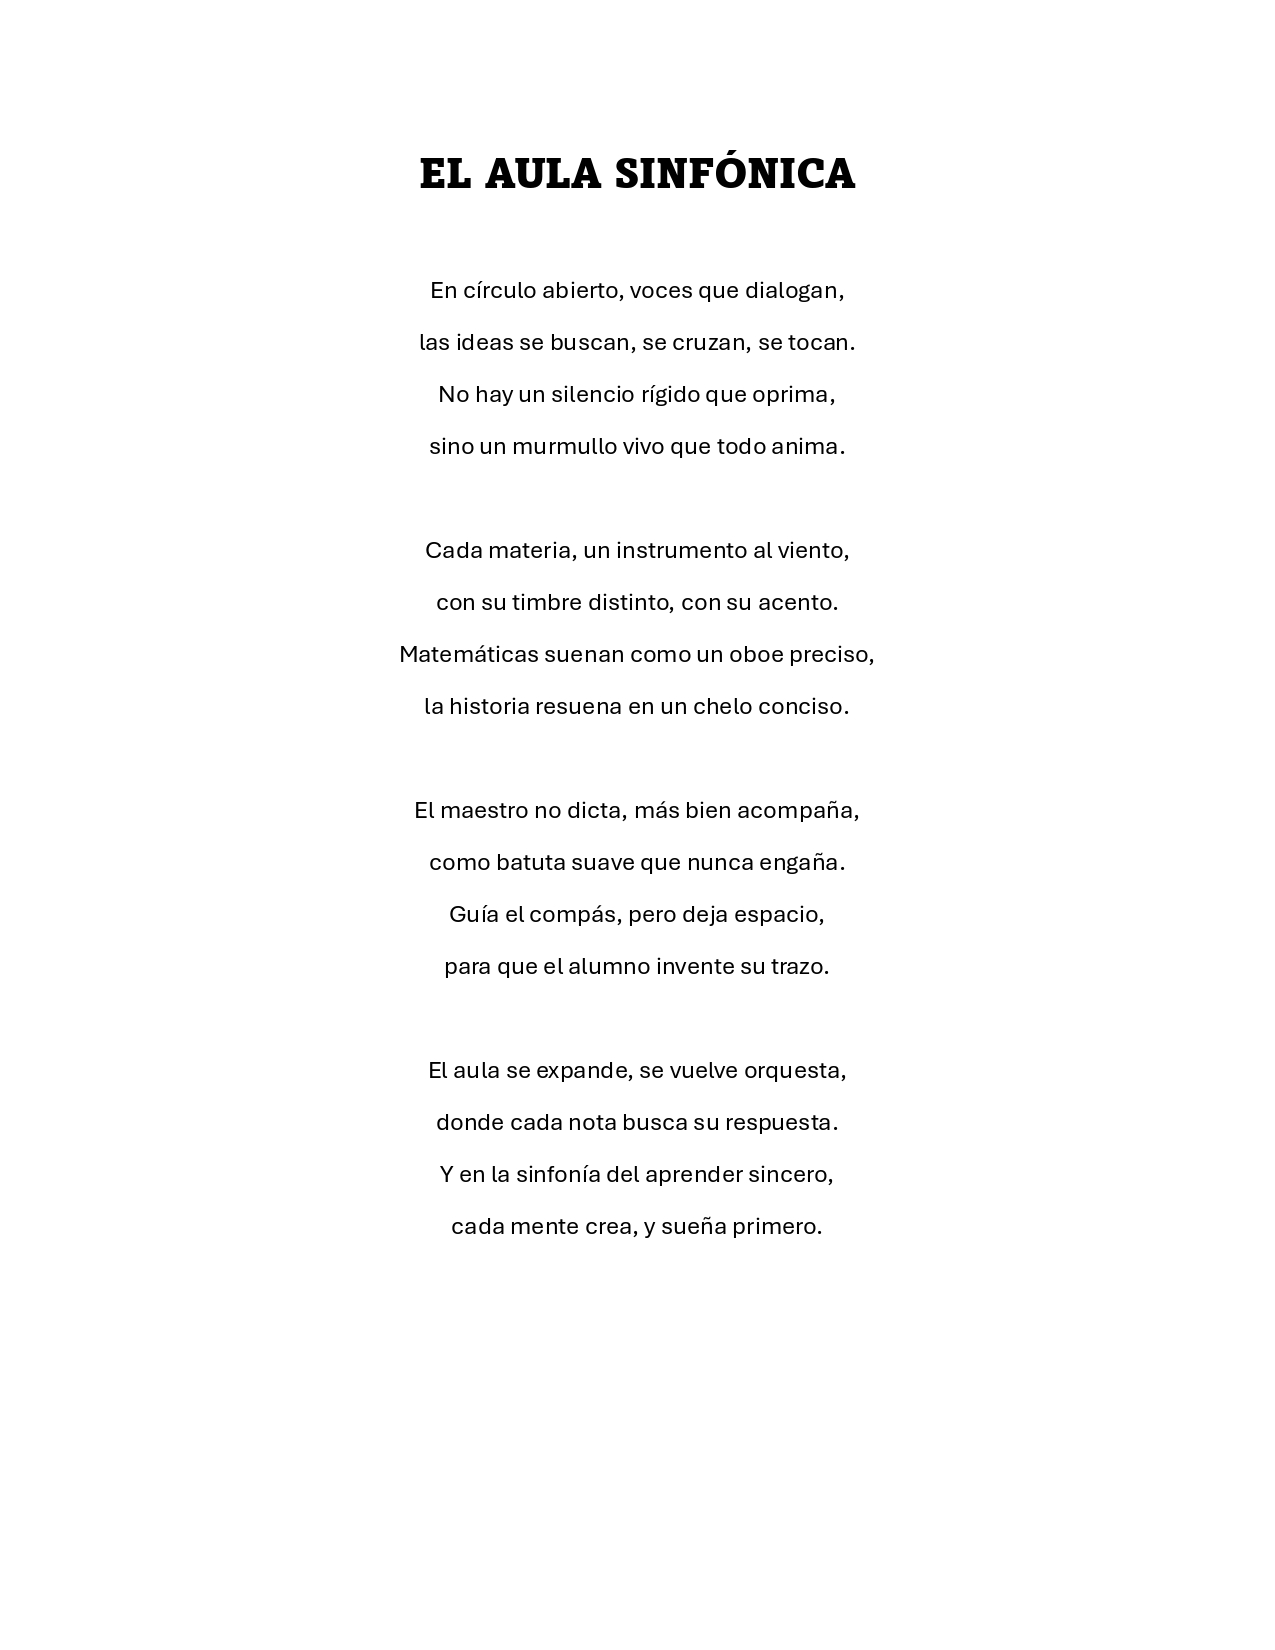 EL AULA SINFÓNICA
En círculo abierto, voces que dialogan,
las ideas se buscan, se cruzan, se tocan.
No hay un silencio rígido que oprima,
sino un murmullo vivo que todo anima.
Cada materia, un instrumento al viento,
con su timbre distinto, con su acento.
Matemáticas suenan como un oboe preciso,
la historia resuena en un chelo conciso.
El maestro no dicta, más bien acompaña,
como batuta suave que nunca engaña.
Guía el compás, pero deja espacio,
para que el alumno invente su trazo.
El aula se expande, se vuelve orquesta,
donde cada nota busca su respuesta.
Y en la sinfonía del aprender sincero,
cada mente crea, y sueña primero.